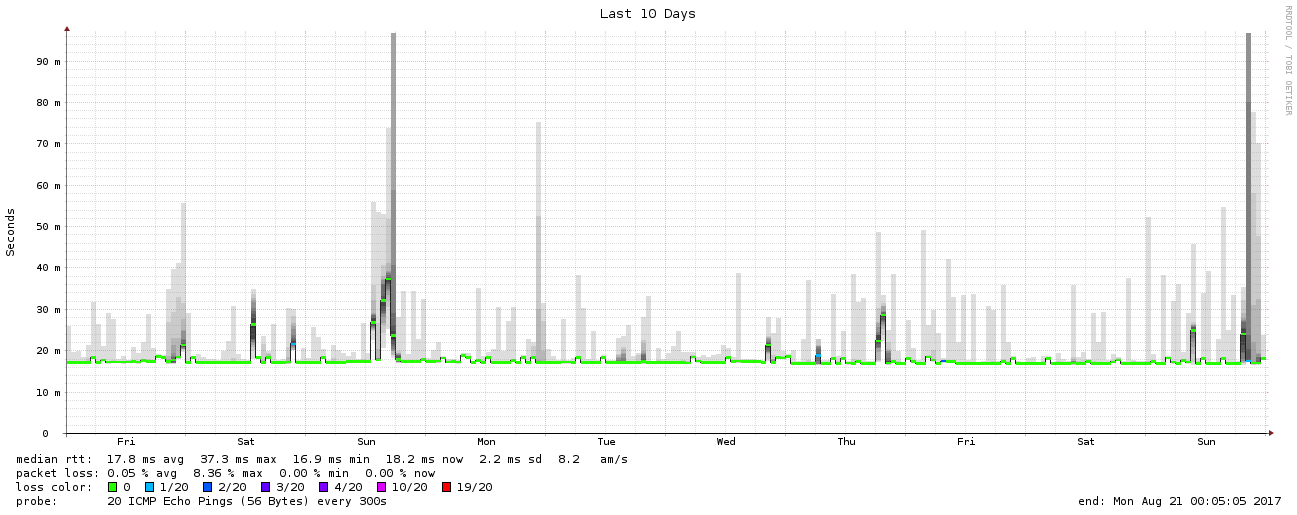 Last 10 Days
RRDTOOL / TOBI OETIKER
Seconds
90 m
80 m
70 m
60 m
50 m
40 m
30 m
20 m
10 m
0
Fri Sat Sun Mon Tue Wed Thu Fri Sat Sun
median rtt: 17.8 ms avg 37.3 ms max 16.9 ms min 18.2 ms now 2.2 ms sd 8.2 am/s
packet loss: 0.05 % avg 8.36 % max 0.00 % min 0.00 % now
loss color: 0 1/20 2/20 3/20 4/20 10/20 19/20
probe: 20 ICMP Echo Pings (56 Bytes) every 300s end: Mon Aug 21 00:05:05 2017